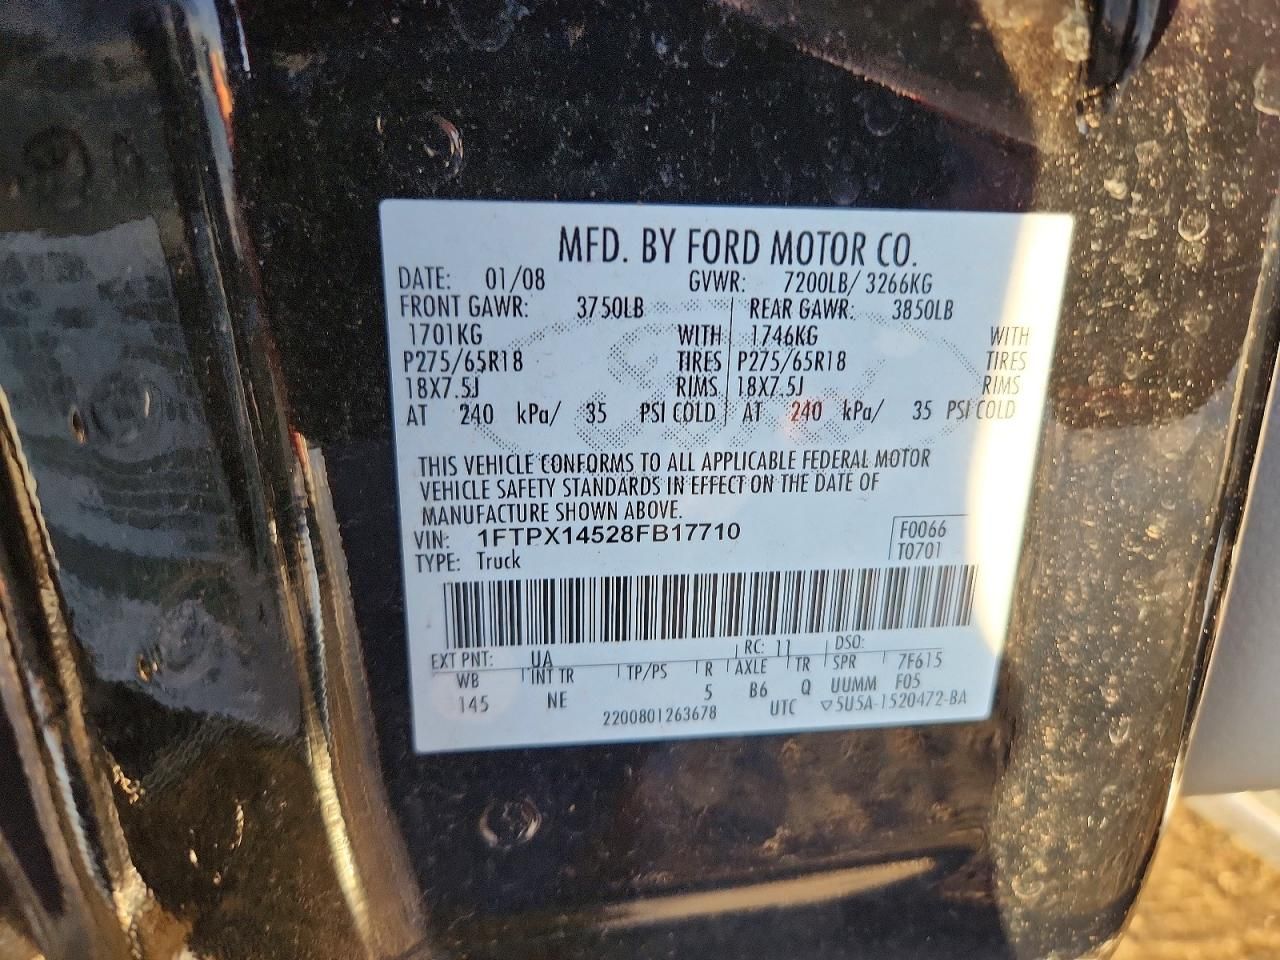 MFD. BY FORD MOTOR CO.
DATE: 01/08 GVWR: 7200LB/ 3266KG
FRONT GAWR: 3750LB REAR GAWR: 3850LB
1701KG WITH 1746KG WITH
P275/65R18 TIRES P275/65R18 TIRES
18X7.5J RIMS 18X7.5J RIMS
AT 240 kPa/ 35 PSI COLD AT 240 kPa/ 35 PSI COLD
THIS VEHICLE CONFORMS TO ALL APPLICABLE FEDERAL MOTOR
VEHICLE SAFETY STANDARDS IN EFFECT ON THE DATE OF
MANUFACTURE SHOWN ABOVE.
VIN: 1FTPX14528FB17710 F0066
TYPE: Truck T0701
EXT PNT: UA RC: 11 DSO:
WB INT TR TP/PS R AXLE TR SPR 7F615
145 NE 5 B6 Q UUMM F05
2200801263678 UTC ▽5U5A-1520472-BA